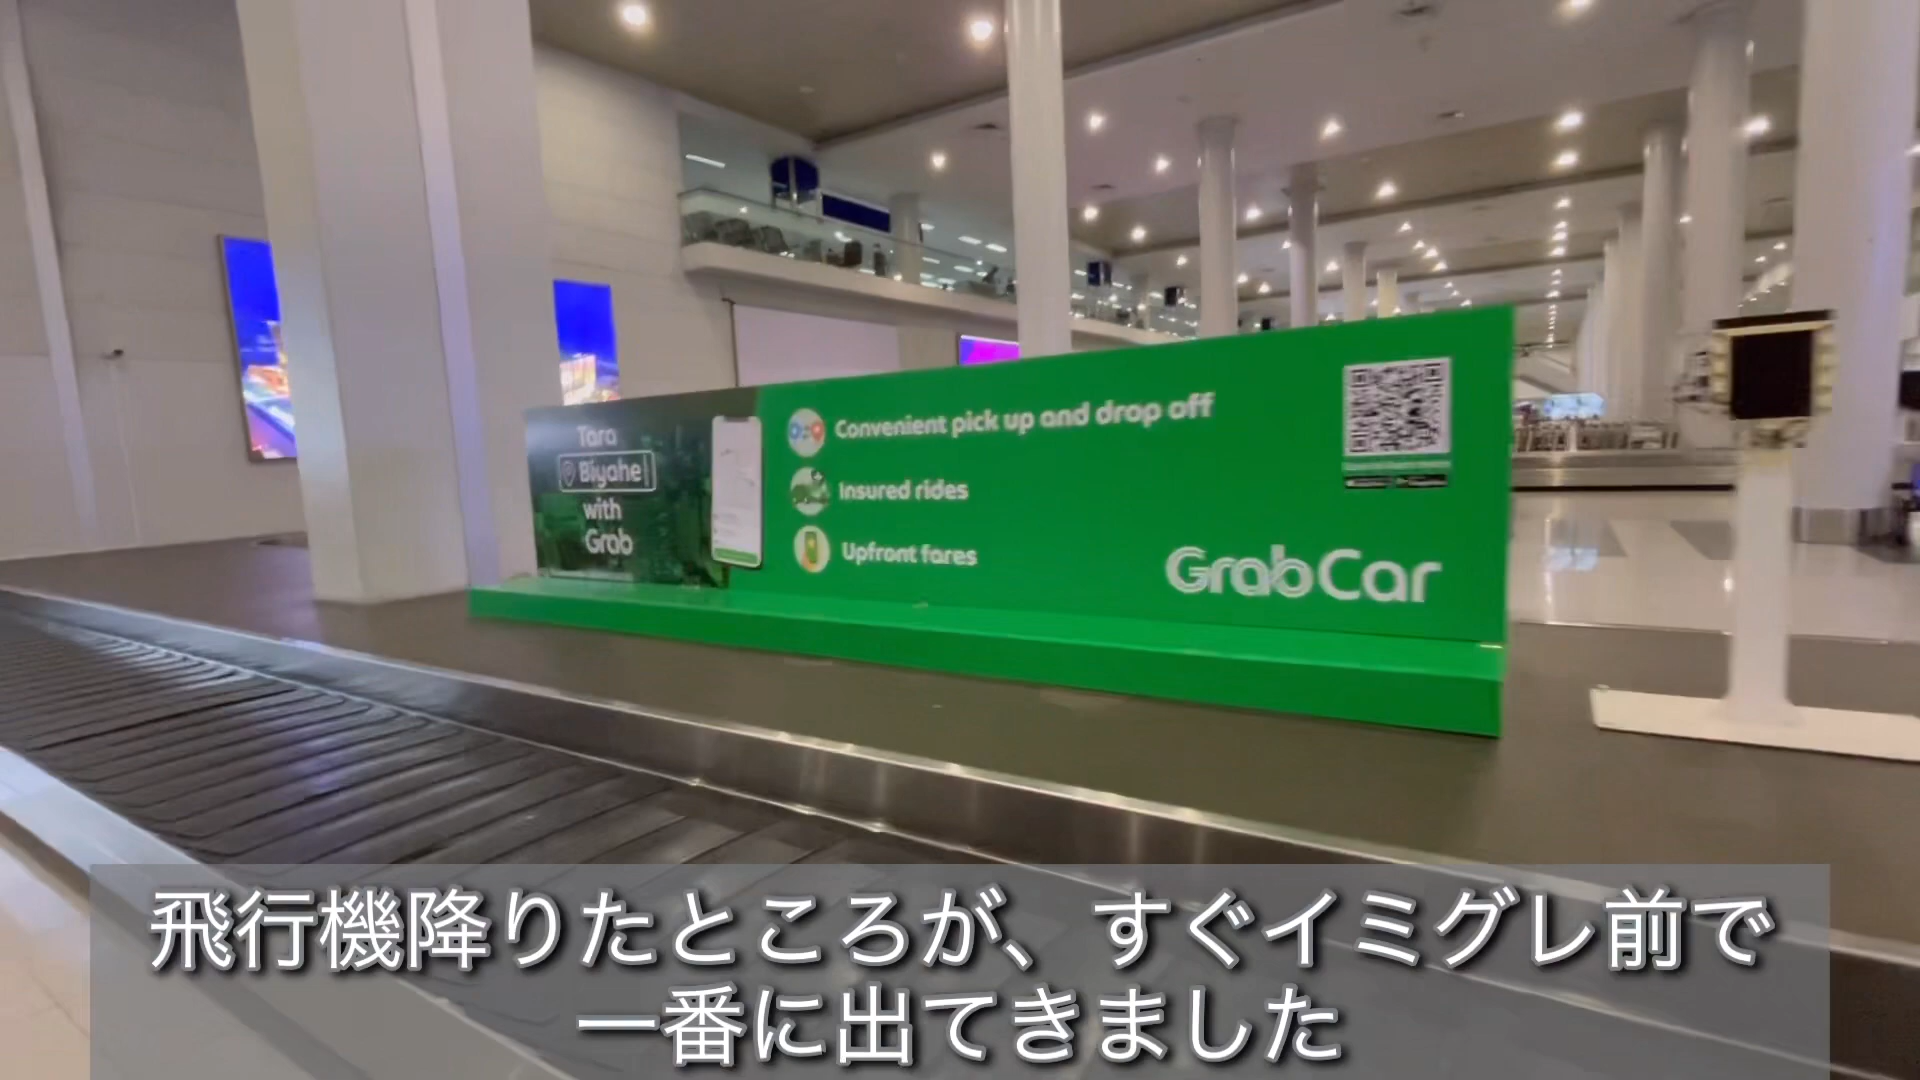 Tara
Biyahe
with
Grab
Convenient pick up and drop off
Insured rides
Upfront fares
GrabCar
飛行機降りたところが、すぐイミグレ前で
一番に出てきました